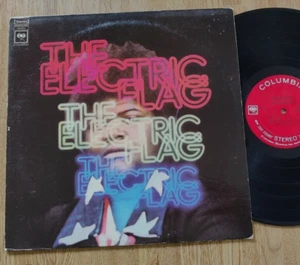 THE
ELECTRIC
FLAG
THE
ELECTRIC
FLAG
THE
ELECTRIC
FLAG
COLUMBIA
STEREO